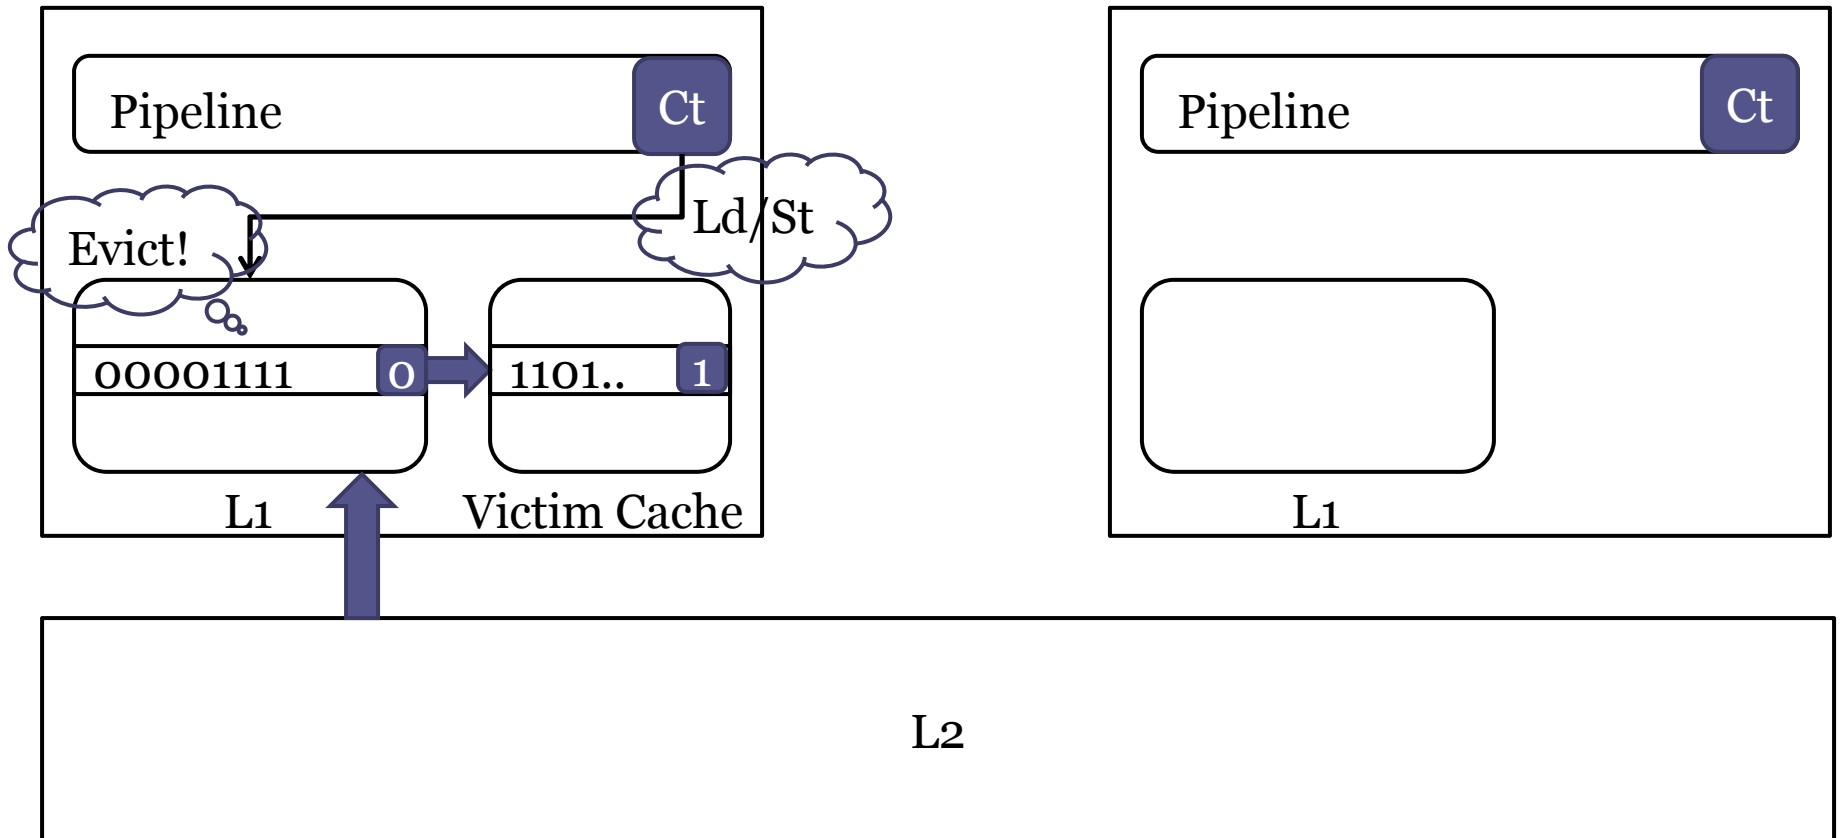 Pipeline
Ct
Pipeline
Ct
Ld/St
Evict!
00001111
0
1101..
1
L1
Victim Cache
L1
L2